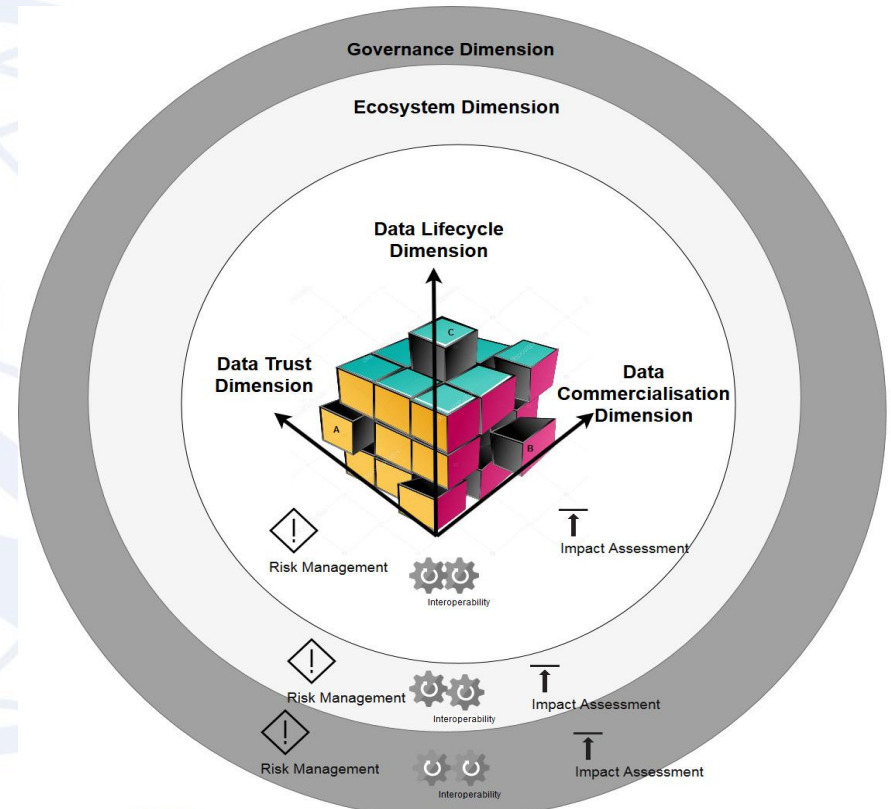 Governance Dimension
Ecosystem Dimension
Data Lifecycle
Dimension
C
Data Trust
Dimension
Data
Commercialisation
Dimension
A
B
Risk Management
Impact Assessment
Interoperability
Risk Management
Impact Assessment
Interoperability
Risk Management
Impact Assessment
Interoperability